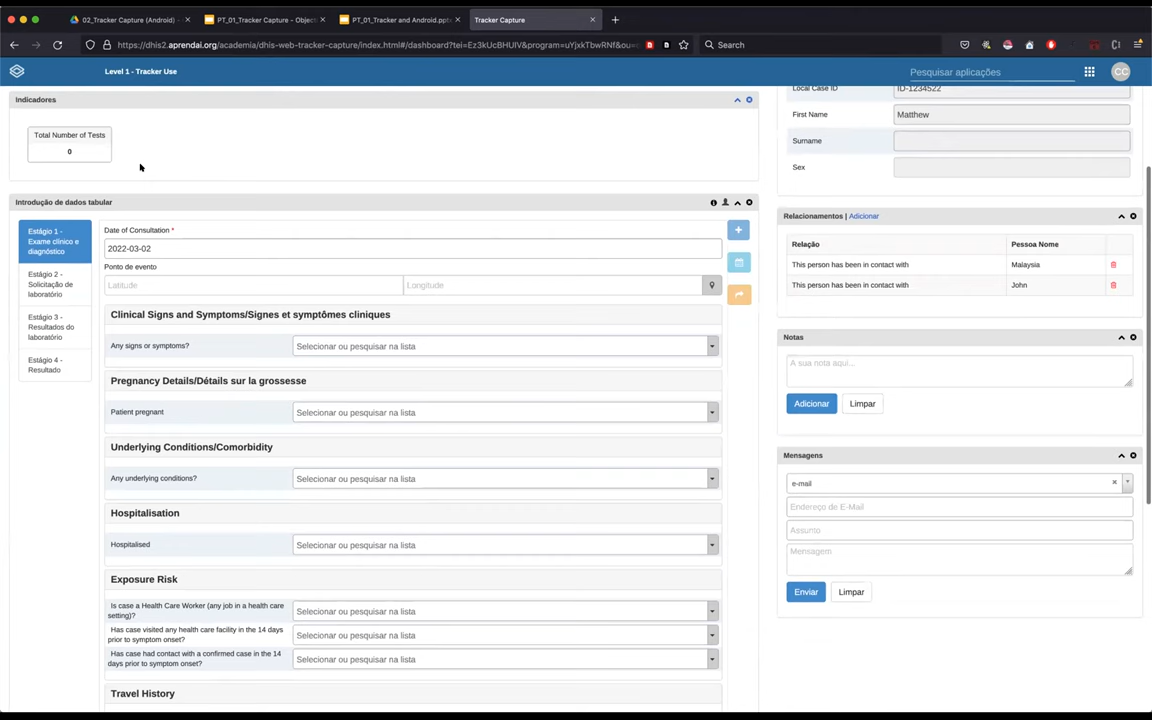 02_Tracker Capture (Android) -
PT_01_Tracker Capture - Object
PT_01_Tracker and Android.pptx
Tracker Capture
https://dhis2.aprendai.org/academia/dhis-web-tracker-capture/index.html#/dashboard?tei=Ez3kUcBHUIV&program=uYjxkTbwRNf&ou=
Search
Level 1 - Tracker Use
Pesquisar aplicações
CC
Indicadores
Total Number of Tests
0
Introdução de dados tabular
Estágio 1 -
Exame clínico e
diagnóstico
Estágio 2 -
Solicitação de
laboratório
Estágio 3 -
Resultados do
laboratório
Estágio 4 -
Resultado
Date of Consultation *
2022-03-02
Ponto de evento
Latitude
Longitude
Clinical Signs and Symptoms/Signes et symptômes cliniques
Any signs or symptoms?
Selecionar ou pesquisar na lista
Pregnancy Details/Détails sur la grossesse
Patient pregnant
Selecionar ou pesquisar na lista
Underlying Conditions/Comorbidity
Any underlying conditions?
Selecionar ou pesquisar na lista
Hospitalisation
Hospitalised
Selecionar ou pesquisar na lista
Exposure Risk
Is case a Health Care Worker (any job in a health care
setting)?
Selecionar ou pesquisar na lista
Has case visited any health care facility in the 14 days
prior to symptom onset?
Selecionar ou pesquisar na lista
Has case had contact with a confirmed case in the 14
days prior to symptom onset?
Selecionar ou pesquisar na lista
Travel History
Local Case ID
ID-1234522
First Name
Matthew
Surname
Sex
Relacionamentos | Adicionar
Relação
Pessoa Nome
This person has been in contact with
Malaysia
This person has been in contact with
John
Notas
A sua nota aqui...
Adicionar
Limpar
Mensagens
e-mail
Endereço de E-Mail
Assunto
Mensagem
Enviar
Limpar